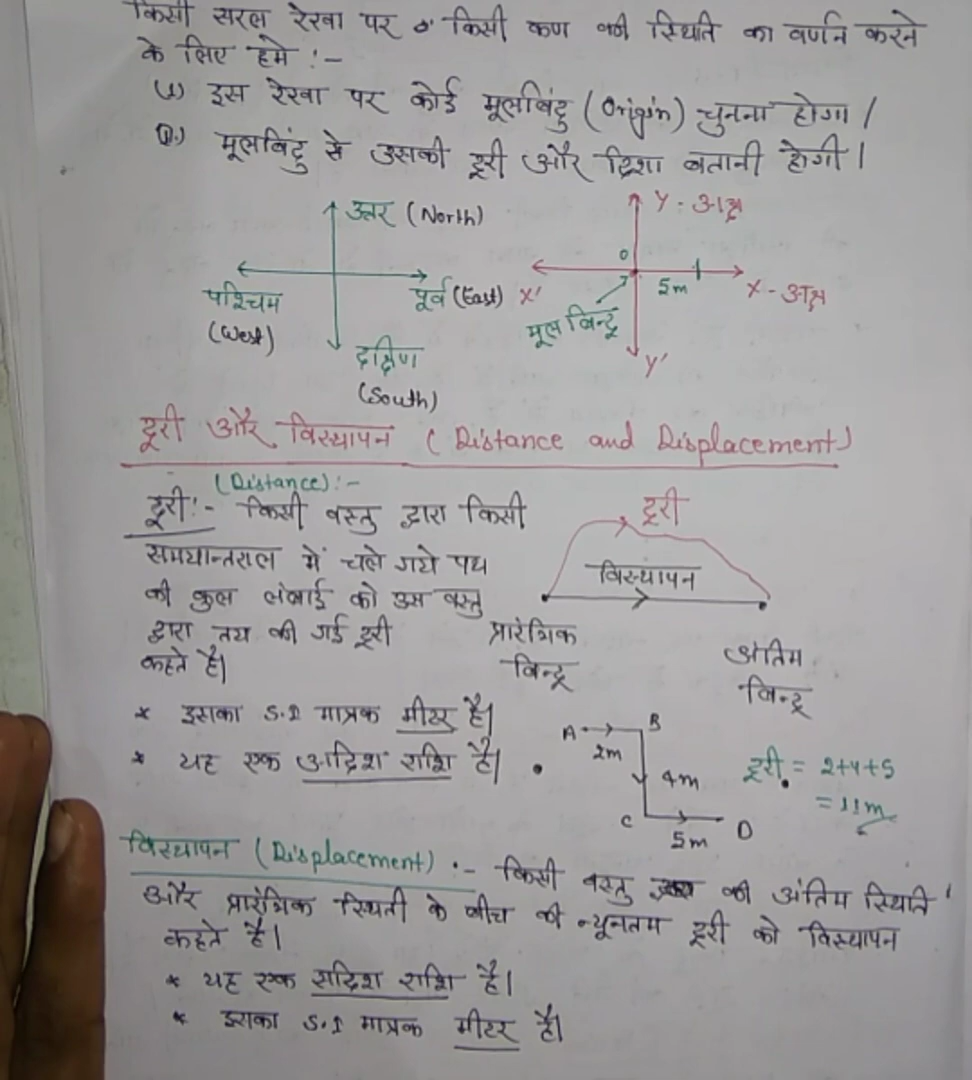 किसी सरल रेखा पर किसी कण की स्थिति का वर्णन करने
के लिए हमे :-
इस रेखा पर कोई मूलबिंदु (Origin) चुनना होगा।
मूलबिंदु से उसकी दूरी और दिशा बतानी होगी।
उत्तर (North)
पश्चिम
(West)
पूर्व (East)
दक्षिण
(South)
Y - अक्ष
0
5m
X - अक्ष
X'
मूल बिन्दू
Y'
दूरी और विस्थापन (Distance and Displacement)
(Distance) :-
दूरी :- किसी वस्तु द्वारा किसी
समयान्तराल में चले गये पथ
की कुल लंबाई को उस वस्तु
द्वारा तय की गई दूरी
कहते है।
दूरी
विस्थापन
प्रारंभिक
बिन्दू
अंतिम
बिन्दू
* इसका S.I मात्रक मीटर है।
* यह एक अदिश राशि है।
A
B
2m
4m
C
5m
D
दूरी = 2+4+5
= 11m
विस्थापन (Displacement) :- किसी वस्तु की अंतिम स्थिति
और प्रारंभिक स्थिती के बीच की न्यूनतम दूरी को विस्थापन
कहते है।
* यह एक सदिश राशि है।
* इसका S.I मात्रक मीटर है।